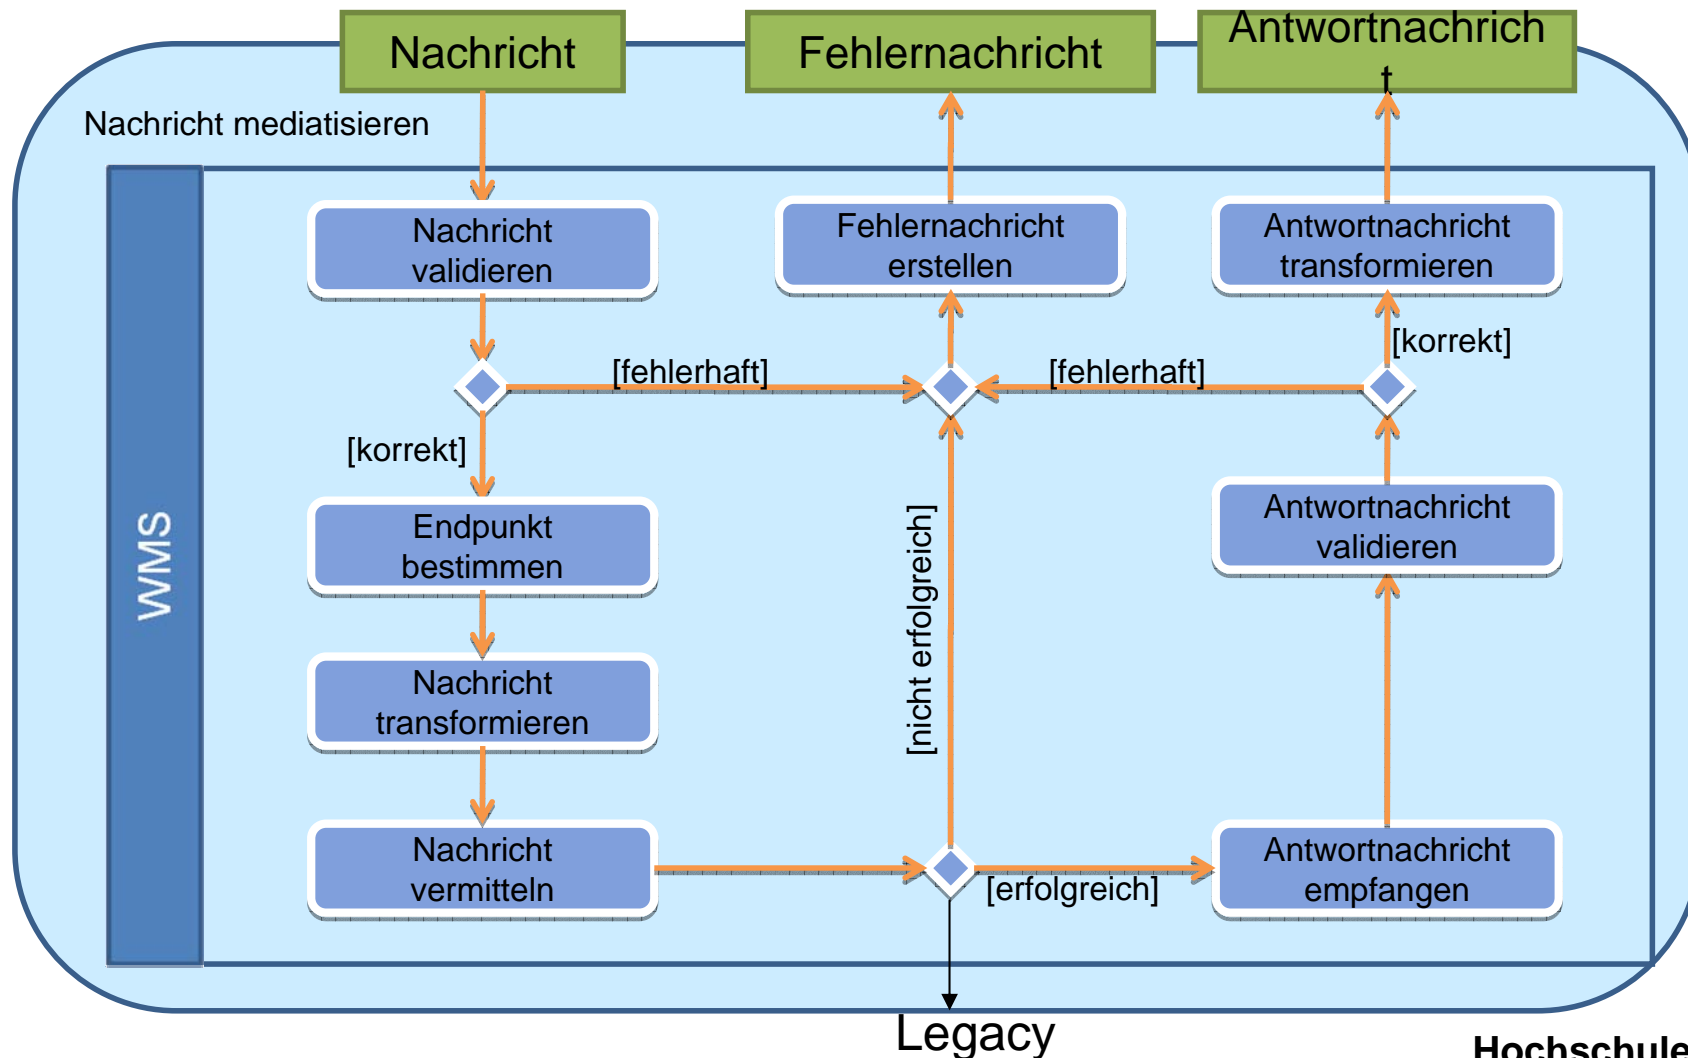 Nachricht
Fehlernachricht
Antwortnachrich
t
Nachricht mediatisieren
WMS
Nachricht
validieren
Fehlernachricht
erstellen
Antwortnachricht
transformieren
[korrekt]
[fehlerhaft]
[fehlerhaft]
[korrekt]
Endpunkt
bestimmen
[nicht erfolgreich]
Antwortnachricht
validieren
Nachricht
transformieren
Nachricht
vermitteln
[erfolgreich]
Antwortnachricht
empfangen
Legacy
Hochschule